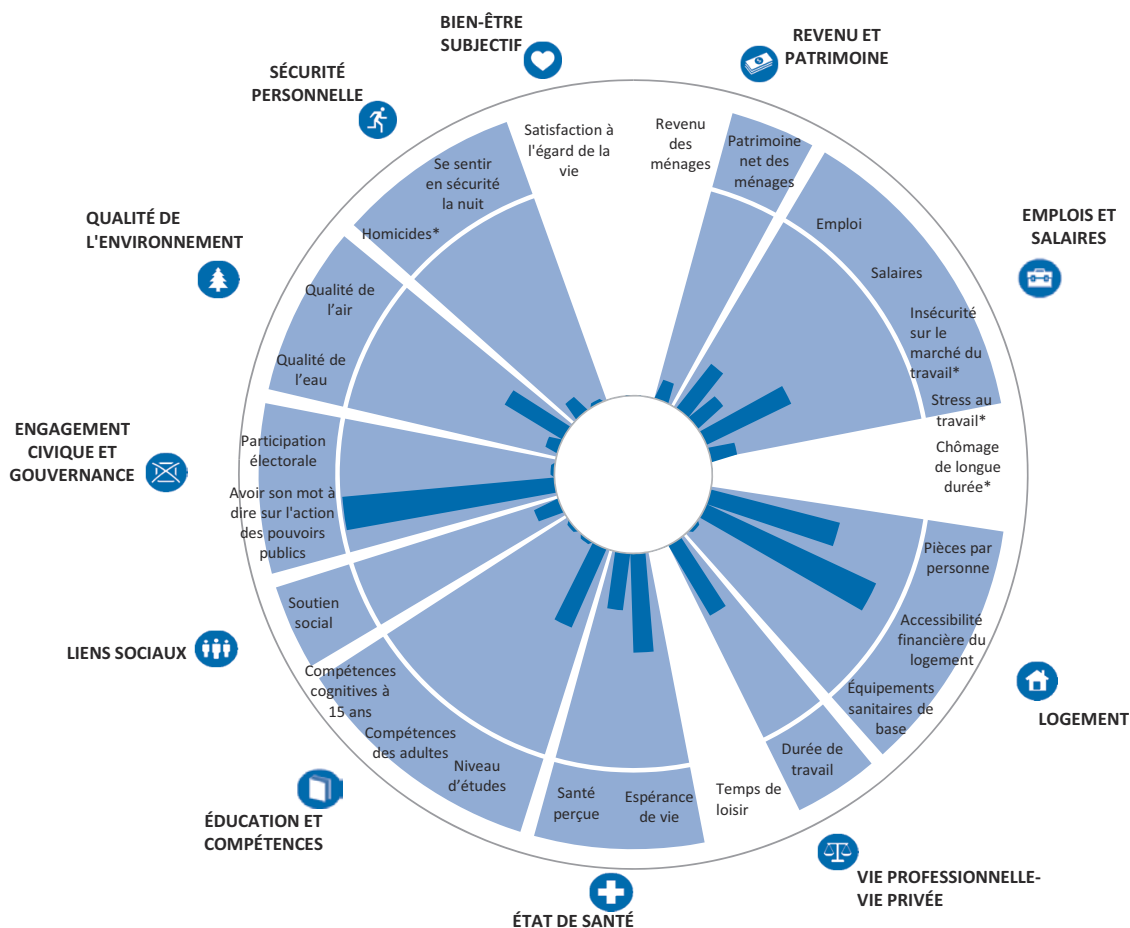 BIEN-ÊTRE
SUBJECTIF
REVENU ET
PATRIMOINE
SÉCURITÉ
PERSONNELLE
Satisfaction à
l'égard de la
vie
Revenu
des
ménages
Patrimoine
net des
ménages
Se sentir
en sécurité
la nuit
Homicides*
QUALITÉ DE
L'ENVIRONNEMENT
EMPLOIS ET
SALAIRES
Emploi
Salaires
Insécurité
sur le
marché du
travail*
Stress au
travail*
Chômage
de longue
durée*
Qualité de
l’air
Qualité de
l’eau
ENGAGEMENT
CIVIQUE ET
GOUVERNANCE
Participation
électorale
Avoir son mot à
dire sur l'action
des pouvoirs
publics
Pièces par
personne
Accessibilité
financière du
logement
Équipements
sanitaires de
base
LOGEMENT
LIENS SOCIAUX
Soutien
social
Compétences
cognitives à
15 ans
Compétences
des adultes
Niveau
d’études
Santé
perçue
Espérance
de vie
Temps de
loisir
Durée de
travail
ÉDUCATION ET
COMPÉTENCES
VIE PROFESSIONNELLE-
VIE PRIVÉE
ÉTAT DE SANTÉ